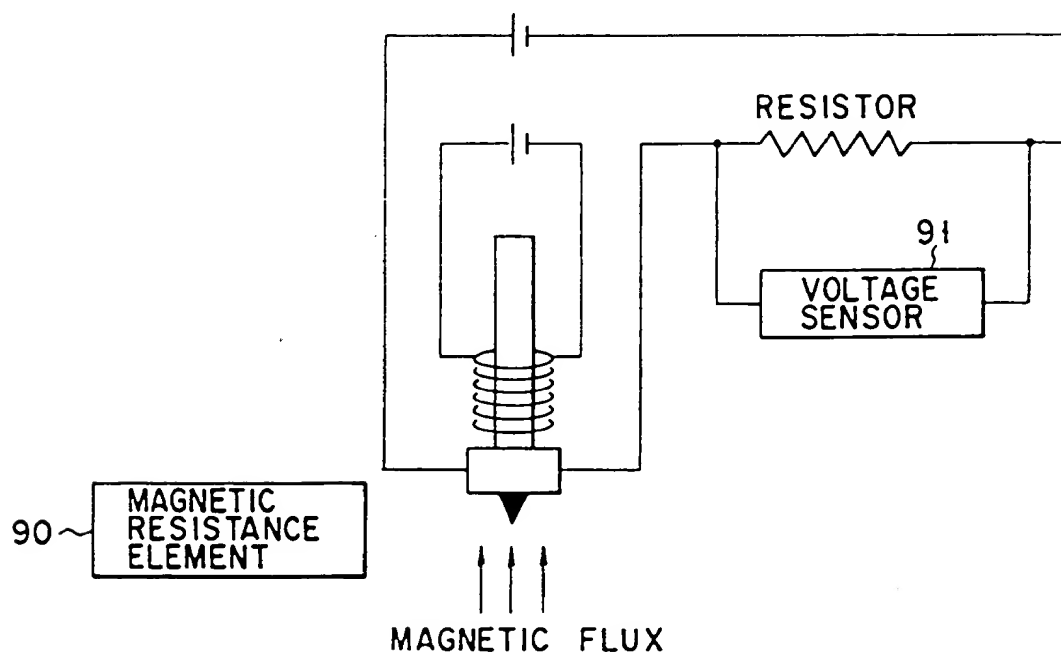 RESISTOR
91
VOLTAGE
SENSOR
90
MAGNETIC
RESISTANCE
ELEMENT
MAGNETIC FLUX